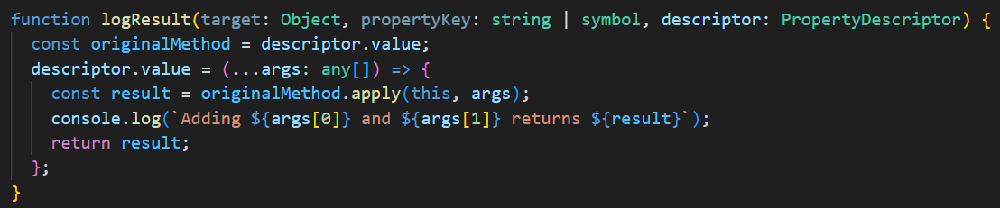 function logResult(target: Object, propertyKey: string | symbol, descriptor: PropertyDescriptor) {
  const originalMethod = descriptor.value;
  descriptor.value = (...args: any[]) => {
    const result = originalMethod.apply(this, args);
    console.log(`Adding ${args[0]} and ${args[1]} returns ${result}`);
    return result;
  };
}